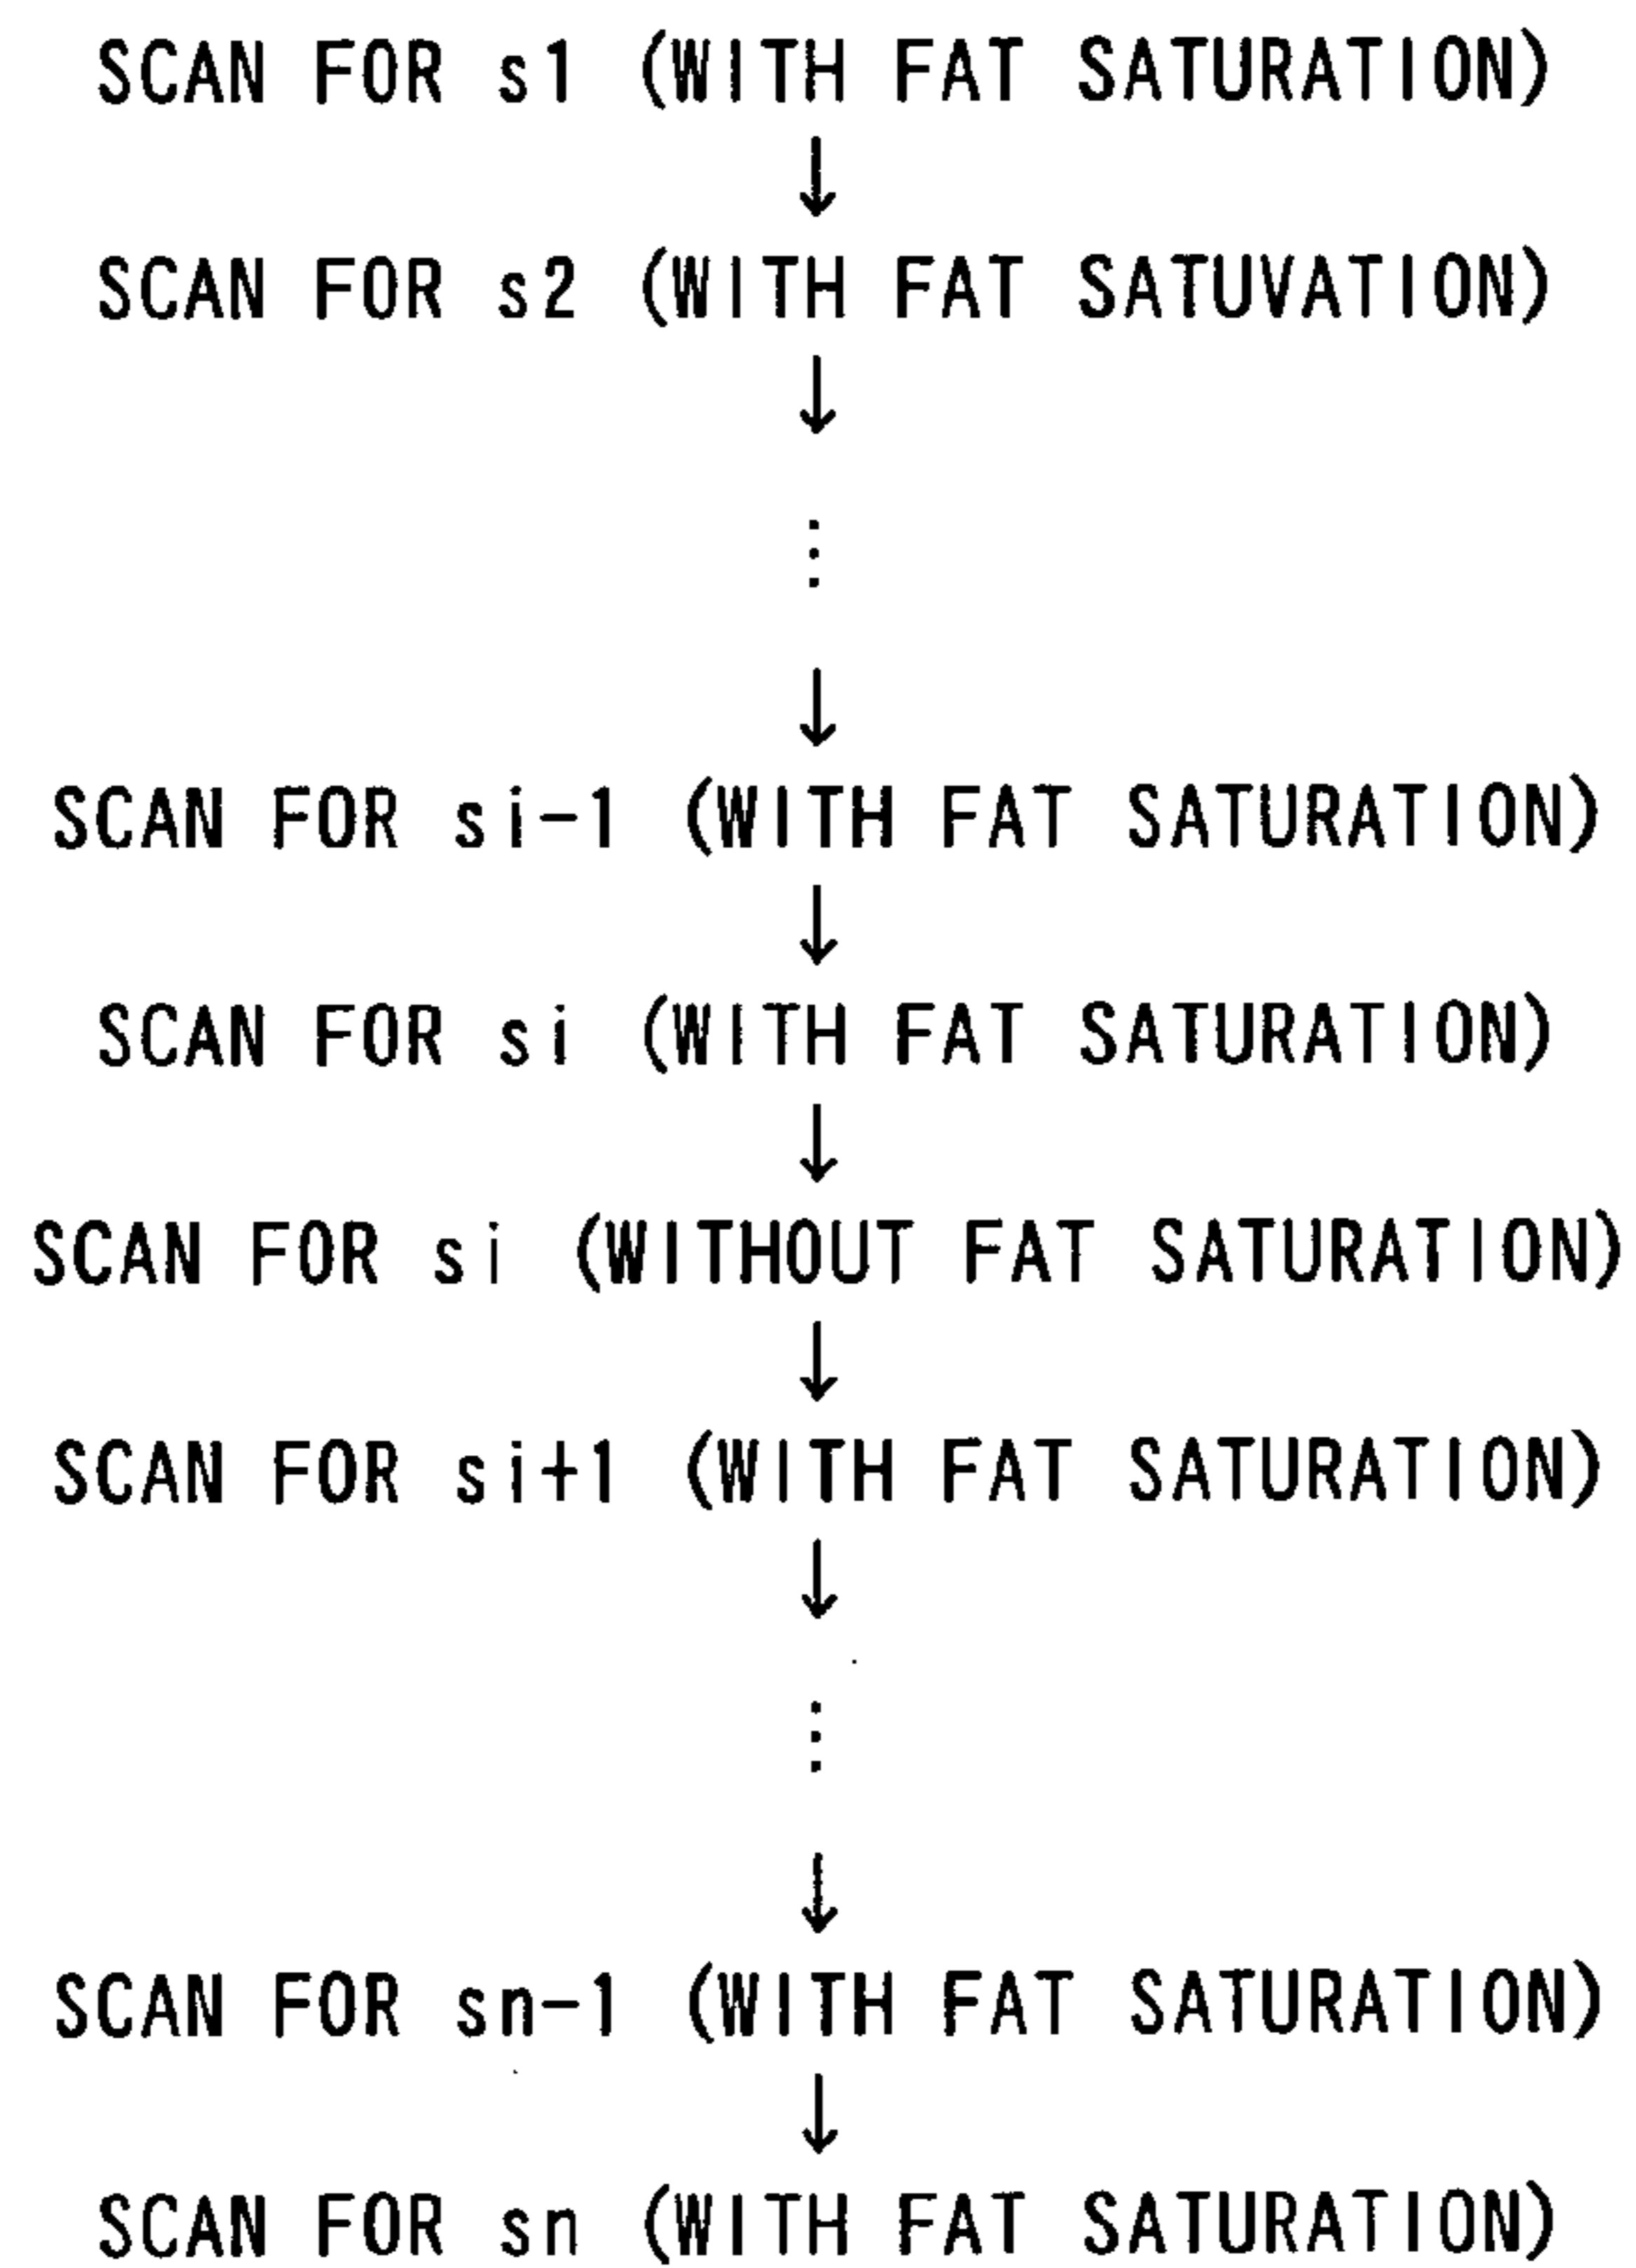 SCAN FOR s1 (WITH FAT SATURATION)
↓
SCAN FOR s2 (WITH FAT SATUVATION)
↓
⋮
↓
SCAN FOR si-1 (WITH FAT SATURATION)
↓
SCAN FOR si (WITH FAT SATURATION)
↓
SCAN FOR si (WITHOUT FAT SATURATION)
↓
SCAN FOR si+1 (WITH FAT SATURATION)
↓
⋮
↓
SCAN FOR sn-1 (WITH FAT SATURATION)
↓
SCAN FOR sn (WITH FAT SATURATION)